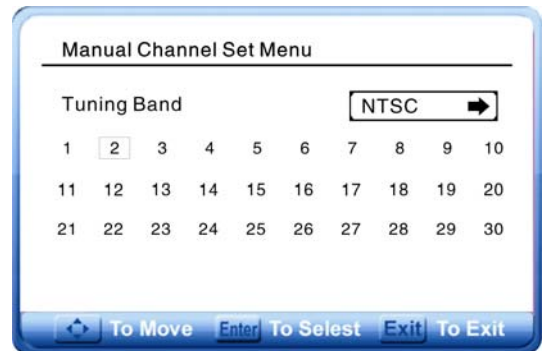 Manual Channel Set Menu
Tuning Band NTSC
1 2 3 4 5 6 7 8 9 10
11 12 13 14 15 16 17 18 19 20
21 22 23 24 25 26 27 28 29 30
To Move Enter To Selest Exit To Exit